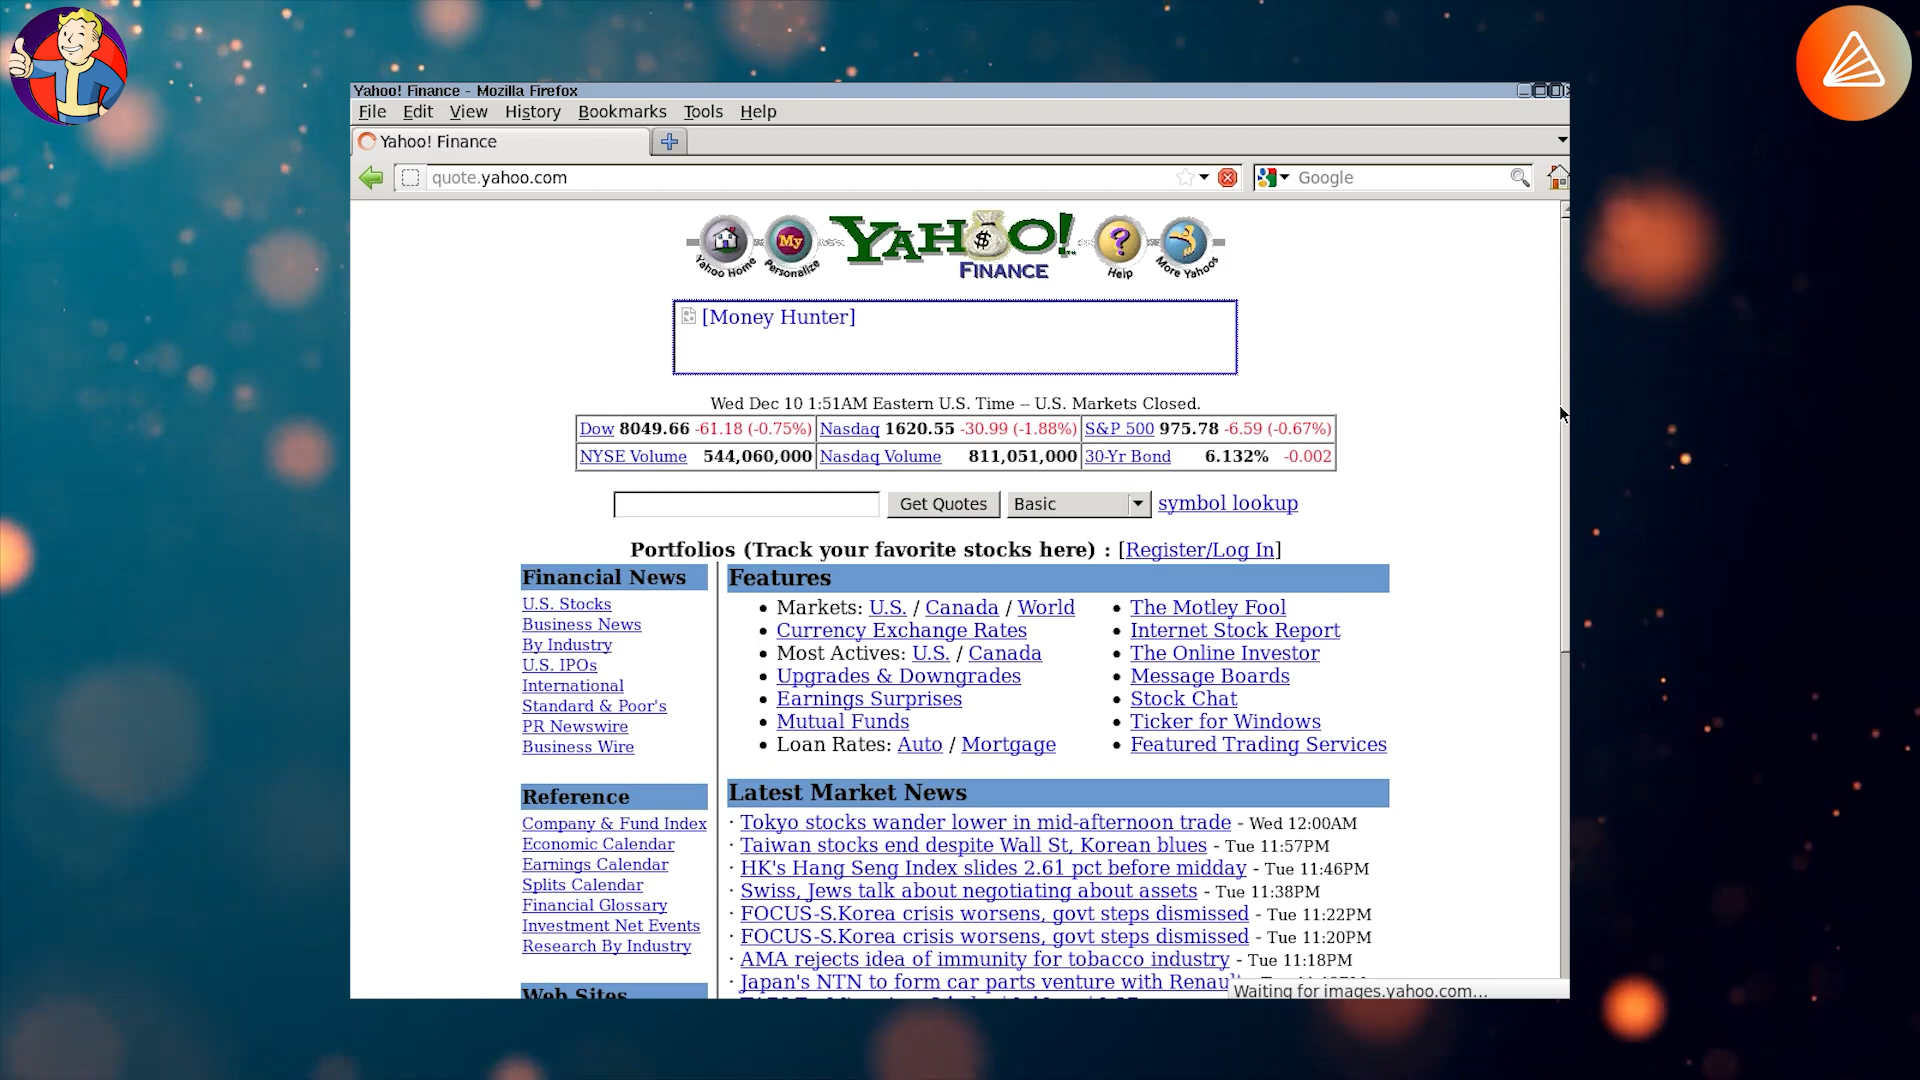 Yahoo! Finance - Mozilla Firefox
File Edit View History Bookmarks Tools Help
Yahoo! Finance
quote.yahoo.com
Google
Yahoo Home
My
Personalize
YAHOO!
$
FINANCE
?
Help
More Yahoos
[Money Hunter]
Wed Dec 10 1:51AM Eastern U.S. Time -- U.S. Markets Closed.
Dow 8049.66 -61.18 (-0.75%) Nasdaq 1620.55 -30.99 (-1.88%) S&P 500 975.78 -6.59 (-0.67%)
NYSE Volume 544,060,000 Nasdaq Volume 811,051,000 30-Yr Bond 6.132% -0.002
Get Quotes Basic symbol lookup
Portfolios (Track your favorite stocks here) : [Register/Log In]
Financial News
U.S. Stocks
Business News
By Industry
U.S. IPOs
International
Standard & Poor's
PR Newswire
Business Wire
Reference
Company & Fund Index
Economic Calendar
Earnings Calendar
Splits Calendar
Financial Glossary
Investment Net Events
Research By Industry
Web Sites
Features
• Markets: U.S. / Canada / World
• Currency Exchange Rates
• Most Actives: U.S. / Canada
• Upgrades & Downgrades
• Earnings Surprises
• Mutual Funds
• Loan Rates: Auto / Mortgage
• The Motley Fool
• Internet Stock Report
• The Online Investor
• Message Boards
• Stock Chat
• Ticker for Windows
• Featured Trading Services
Latest Market News
· Tokyo stocks wander lower in mid-afternoon trade - Wed 12:00AM
· Taiwan stocks end despite Wall St, Korean blues - Tue 11:57PM
· HK's Hang Seng Index slides 2.61 pct before midday - Tue 11:46PM
· Swiss, Jews talk about negotiating about assets - Tue 11:38PM
· FOCUS-S.Korea crisis worsens, govt steps dismissed - Tue 11:22PM
· FOCUS-S.Korea crisis worsens, govt steps dismissed - Tue 11:20PM
· AMA rejects idea of immunity for tobacco industry - Tue 11:18PM
· Japan's NTN to form car parts venture with Renau
Waiting for images.yahoo.com...